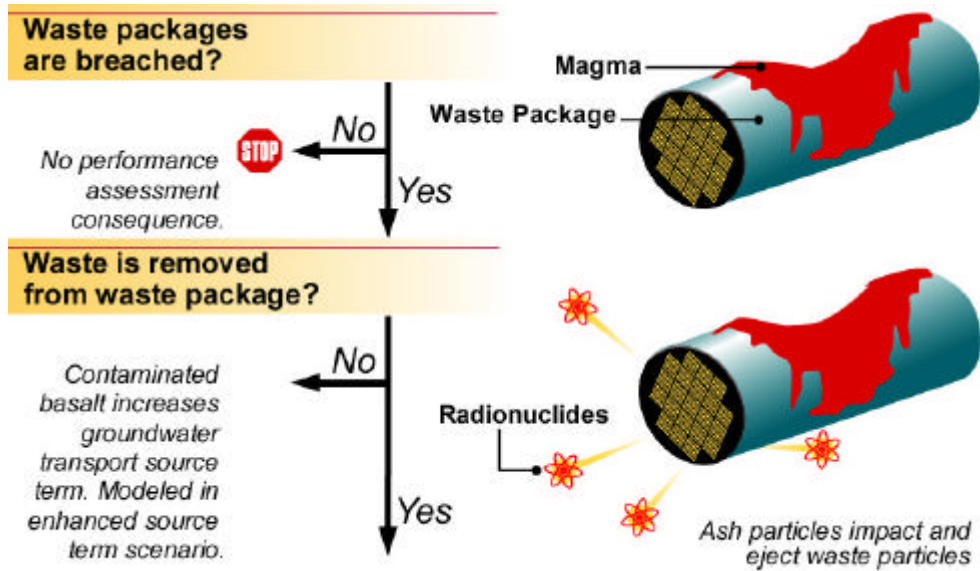 Waste packages
are breached?
Magma
Waste Package
No
STOP
No performance
assessment
consequence.
Yes
Waste is removed
from waste package?
No
Contaminated
basalt increases
groundwater
transport source
term. Modeled in
enhanced source
term scenario.
Radionuclides
Yes
Ash particles impact and
eject waste particles